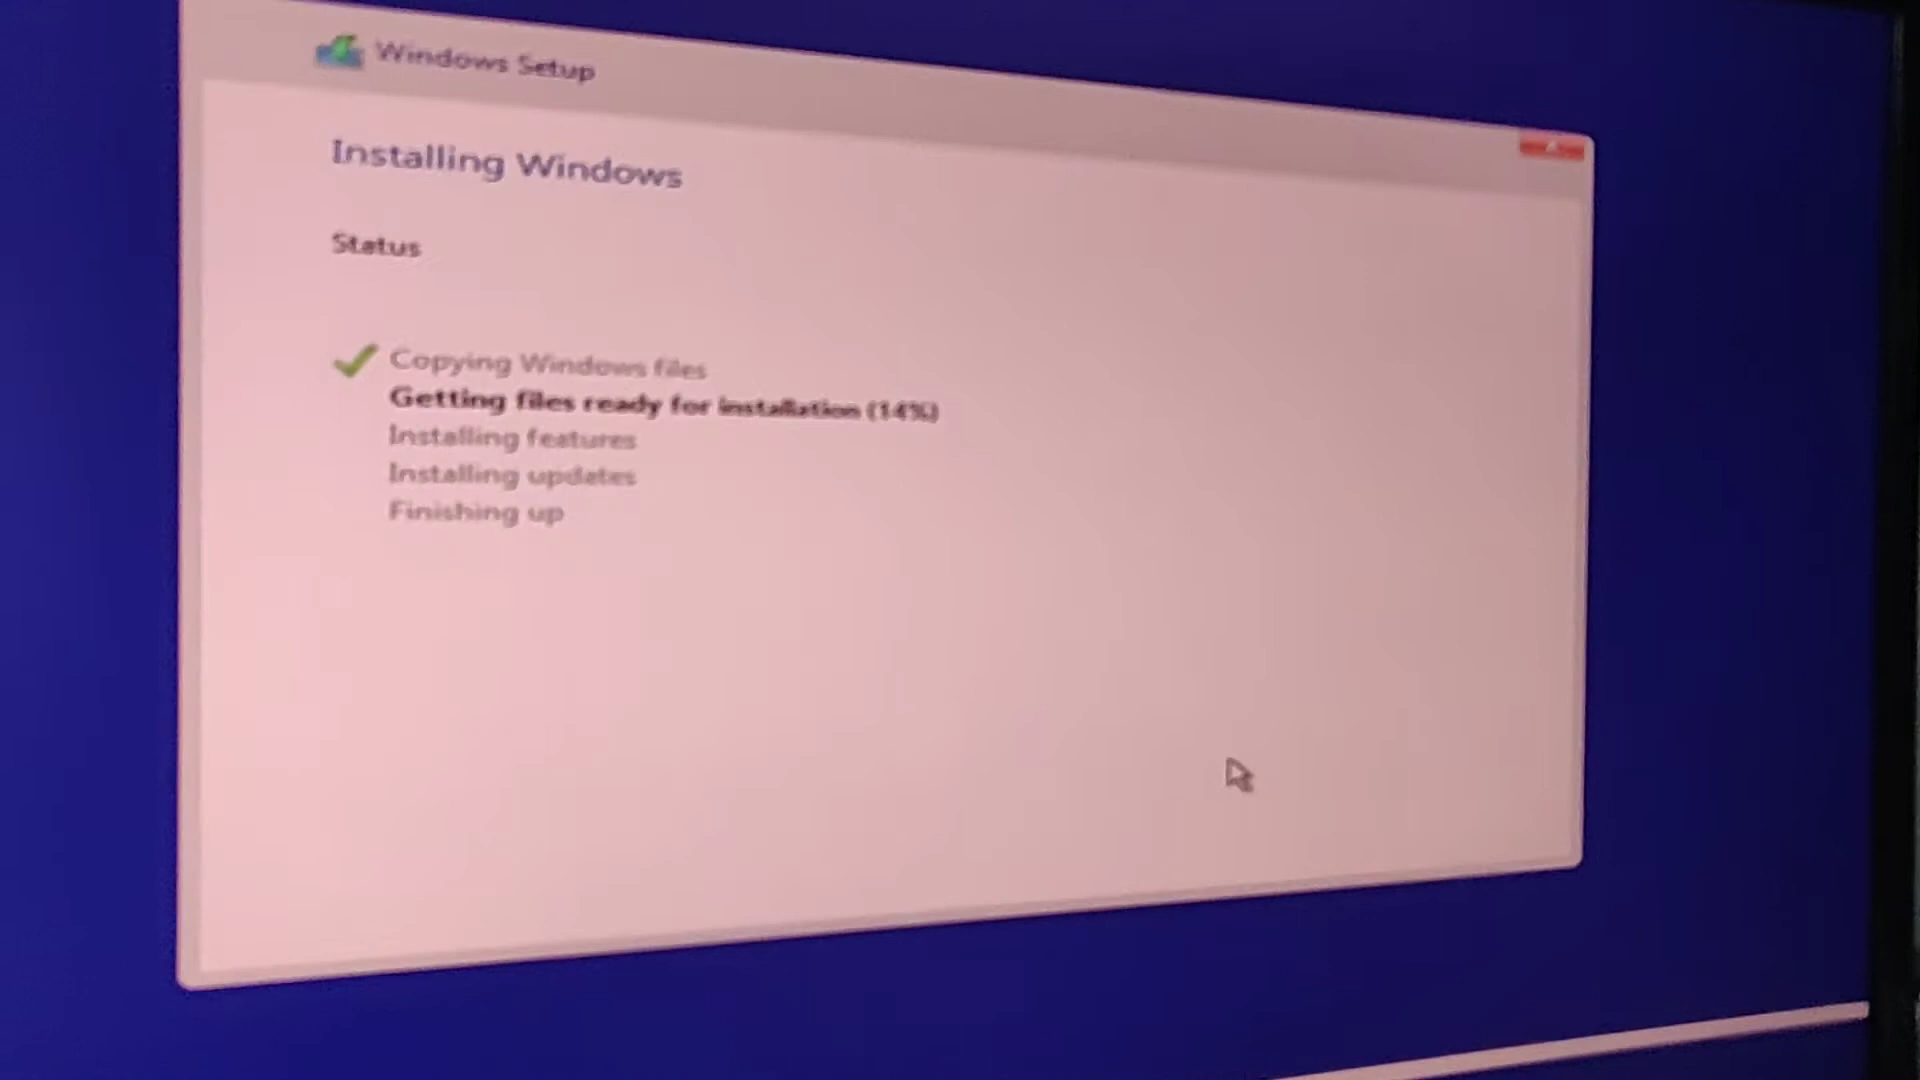 Windows Setup
Installing Windows
Status
Copying Windows files
Getting files ready for installation (14%)
Installing features
Installing updates
Finishing up